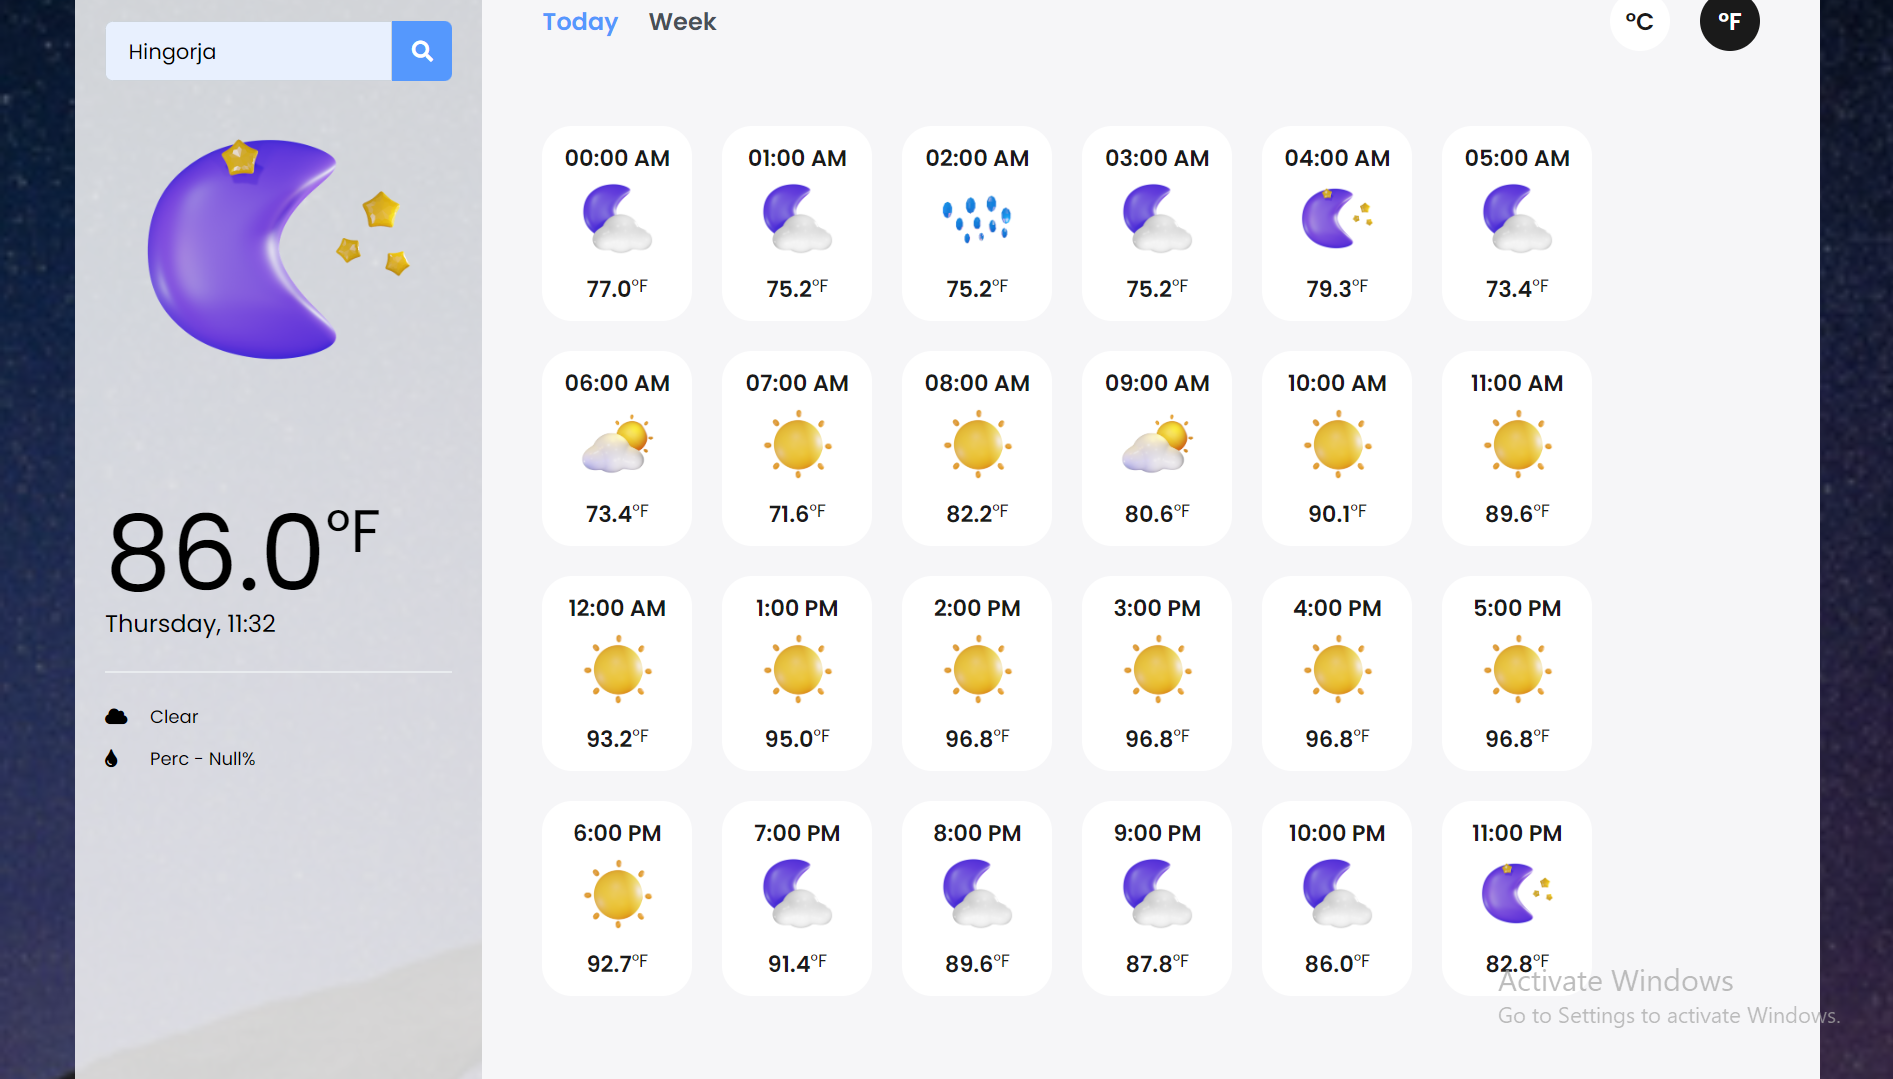 Hingorja
86.0°F
Thursday, 11:32
Clear
Perc - Null%
Today Week °C °F
00:00 AM 01:00 AM 02:00 AM 03:00 AM 04:00 AM 05:00 AM
77.0°F 75.2°F 75.2°F 75.2°F 79.3°F 73.4°F
06:00 AM 07:00 AM 08:00 AM 09:00 AM 10:00 AM 11:00 AM
73.4°F 71.6°F 82.2°F 80.6°F 90.1°F 89.6°F
12:00 AM 1:00 PM 2:00 PM 3:00 PM 4:00 PM 5:00 PM
93.2°F 95.0°F 96.8°F 96.8°F 96.8°F 96.8°F
6:00 PM 7:00 PM 8:00 PM 9:00 PM 10:00 PM 11:00 PM
92.7°F 91.4°F 89.6°F 87.8°F 86.0°F 82.8°F
Activate Windows
Go to Settings to activate Windows.